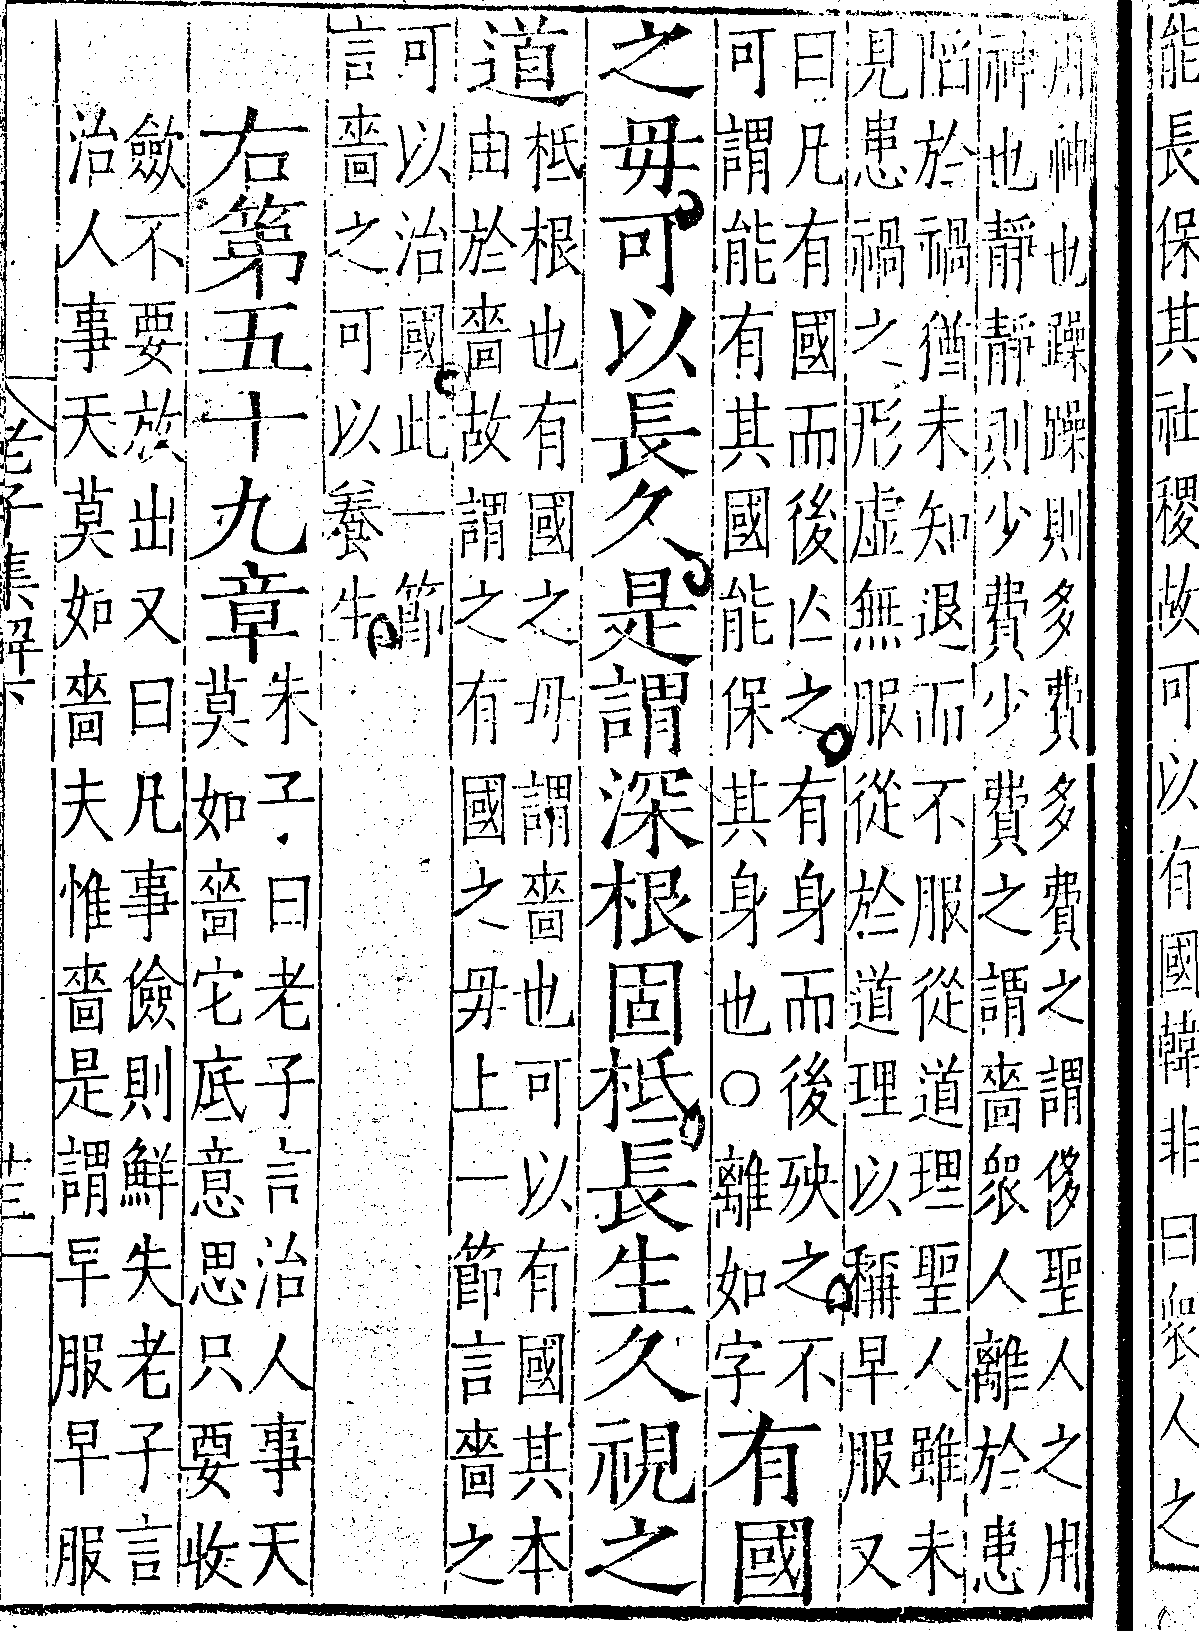 能長保其社稷故可以有國韓非曰衆人之
用神也躁躁則多費多費之謂侈聖人之用
神也靜靜則少費少費之謂嗇衆人離於患
陷於禍猶未知退而不服從道理聖人雖未
見患禍之形虛無服從於道理以稱早服又
曰凡有國而後亾之有身而後殃之不
可謂能有其國能保其身也○離如字
有國
之毋可以長久是謂深根固柢長生久視之
道
柢根也有國之毋謂嗇也可以有國其本
由於嗇故謂之有國之毋上一節言嗇之
可以治國此一節
言嗇之可以養生
右第五十九章
朱子曰老子言治人事天
莫如嗇它底意思只要收
斂不要放出又曰凡事儉則鮮失老子言
治人事天莫如嗇夫惟嗇是謂早服早服
老子集解下